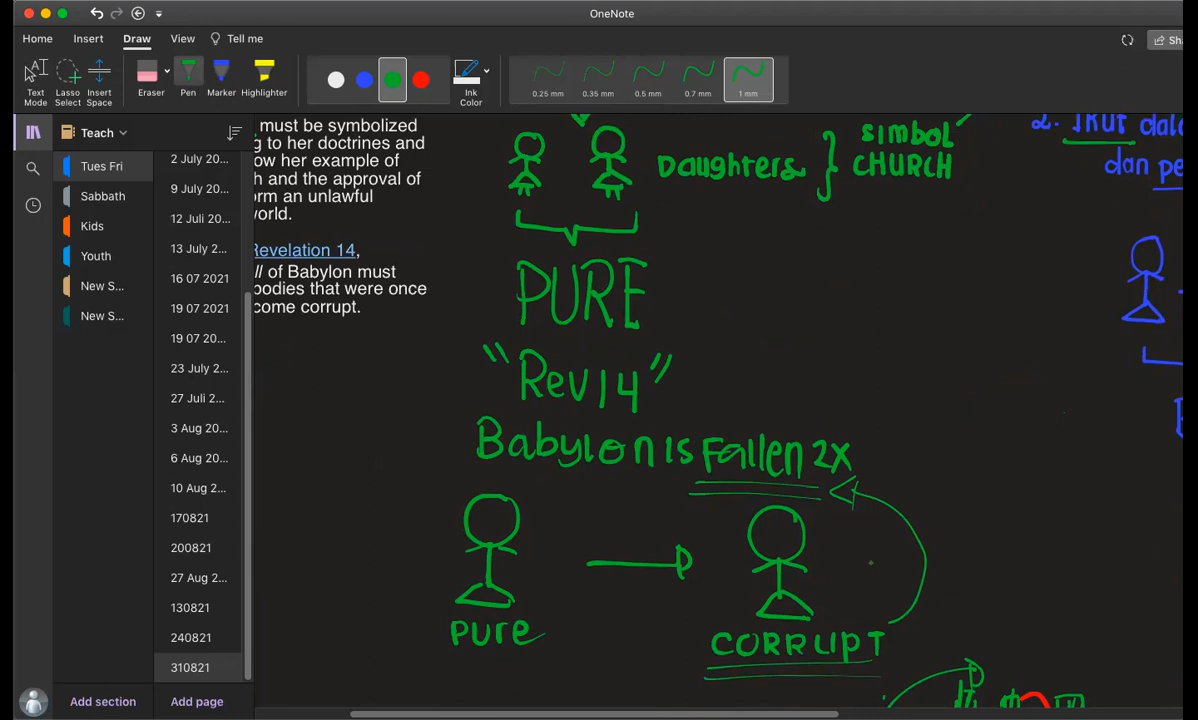 OneNote
Home Insert Draw View Tell me
Sha
Text Mode
Lasso Select
Insert Space
Eraser
Pen
Marker
Highlighter
Ink Color
0.25 mm 0.35 mm 0.5 mm 0.7 mm 1 mm
Teach
Tues Fri
Sabbath
Kids
Youth
New S...
New S...
2 July 20...
9 July 20...
12 Juli 20...
13 July 2...
16 07 2021
19 07 2021
19 07 20...
23 July 2...
27 Juli 2...
3 Aug 20...
6 Aug 20...
10 Aug 2...
170821
200821
27 Aug 2...
130821
240821
310821
Add section
Add page
must be symbolized
g to her doctrines and
ow her example of
h and the approval of
orm an unlawful
vorld.
Revelation 14,
ll of Babylon must
bodies that were once
come corrupt.
Daughters
simbol
CHURCH
PURE
"Rev 14"
Babylon is Fallen 2X
Pure
CORRUPT
2. Ikut dala
dan pe